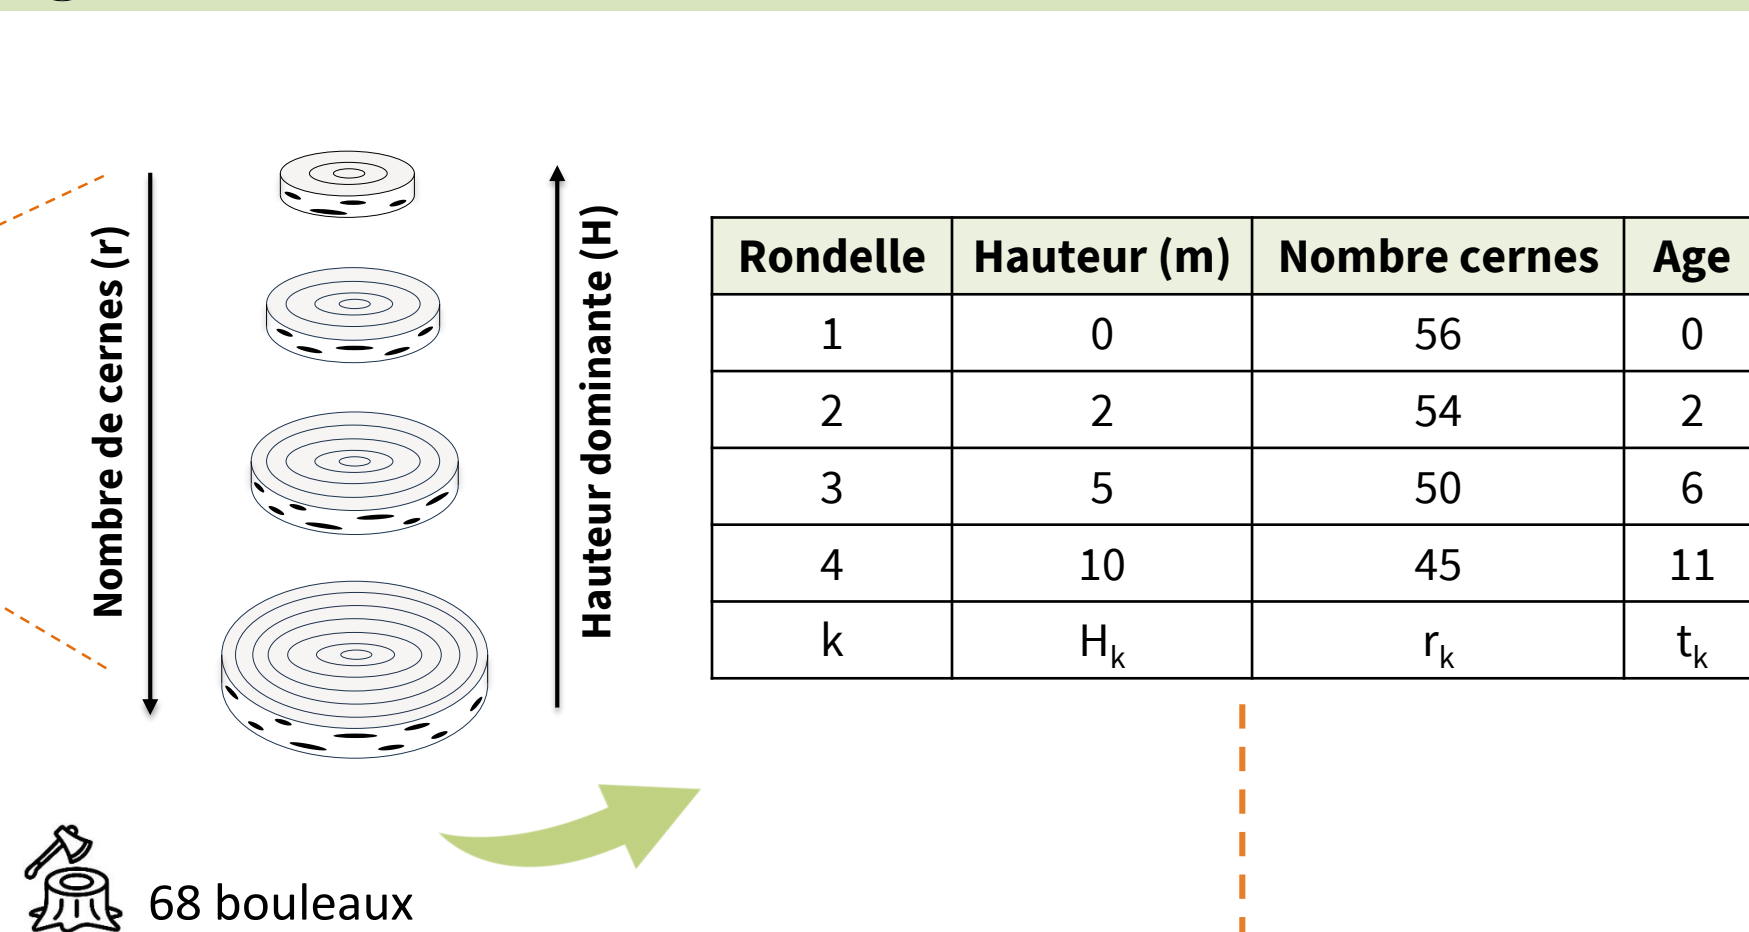 Nombre de cernes (r)
Hauteur dominante (H)
Rondelle Hauteur (m) Nombre cernes Age
1 0 56 0
2 2 54 2
3 5 50 6
4 10 45 11
k Hk rk tk
68 bouleaux